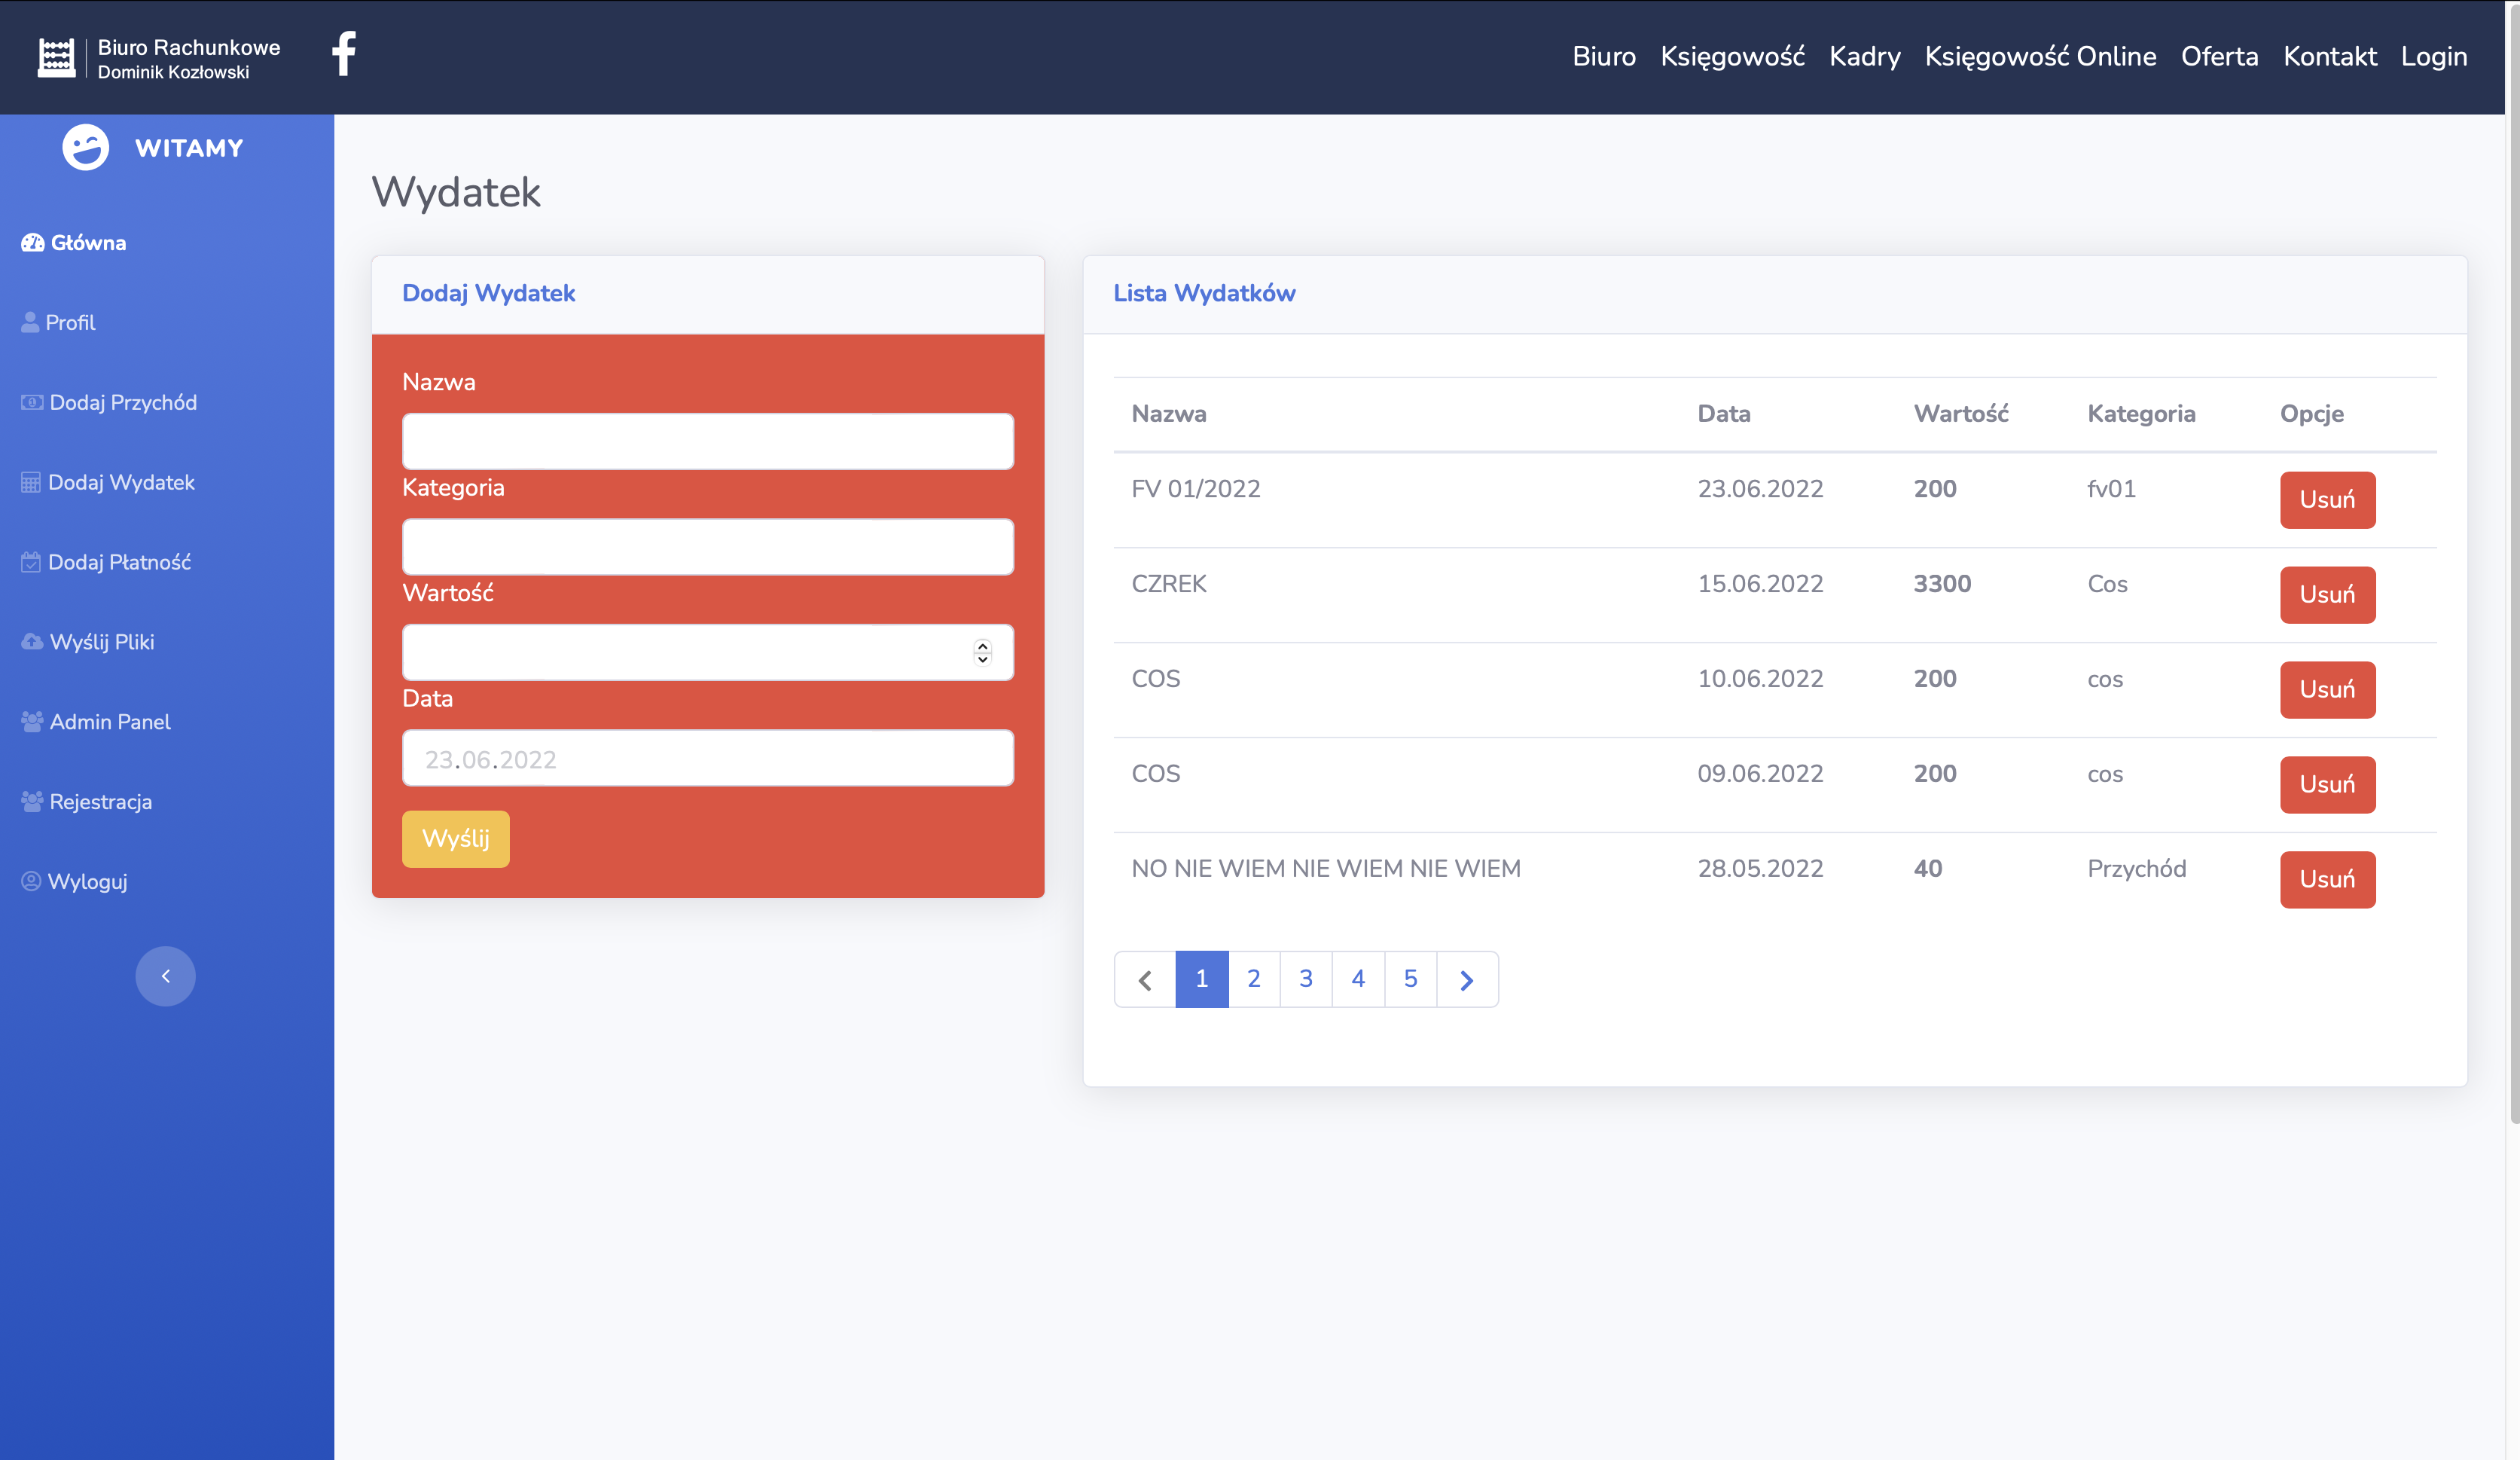 Biuro Rachunkowe
Dominik Kozłowski
Biuro Księgowość Kadry Księgowość Online Oferta Kontakt Login
WITAMY
Główna
Profil
Dodaj Przychód
Dodaj Wydatek
Dodaj Płatność
Wyślij Pliki
Admin Panel
Rejestracja
Wyloguj
Wydatek
Dodaj Wydatek
Nazwa
Kategoria
Wartość
Data
23.06.2022
Wyślij
Lista Wydatków
Nazwa Data Wartość Kategoria Opcje
FV 01/2022 23.06.2022 200 fv01 Usuń
CZREK 15.06.2022 3300 Cos Usuń
COS 10.06.2022 200 cos Usuń
COS 09.06.2022 200 cos Usuń
NO NIE WIEM NIE WIEM NIE WIEM 28.05.2022 40 Przychód Usuń
1 2 3 4 5